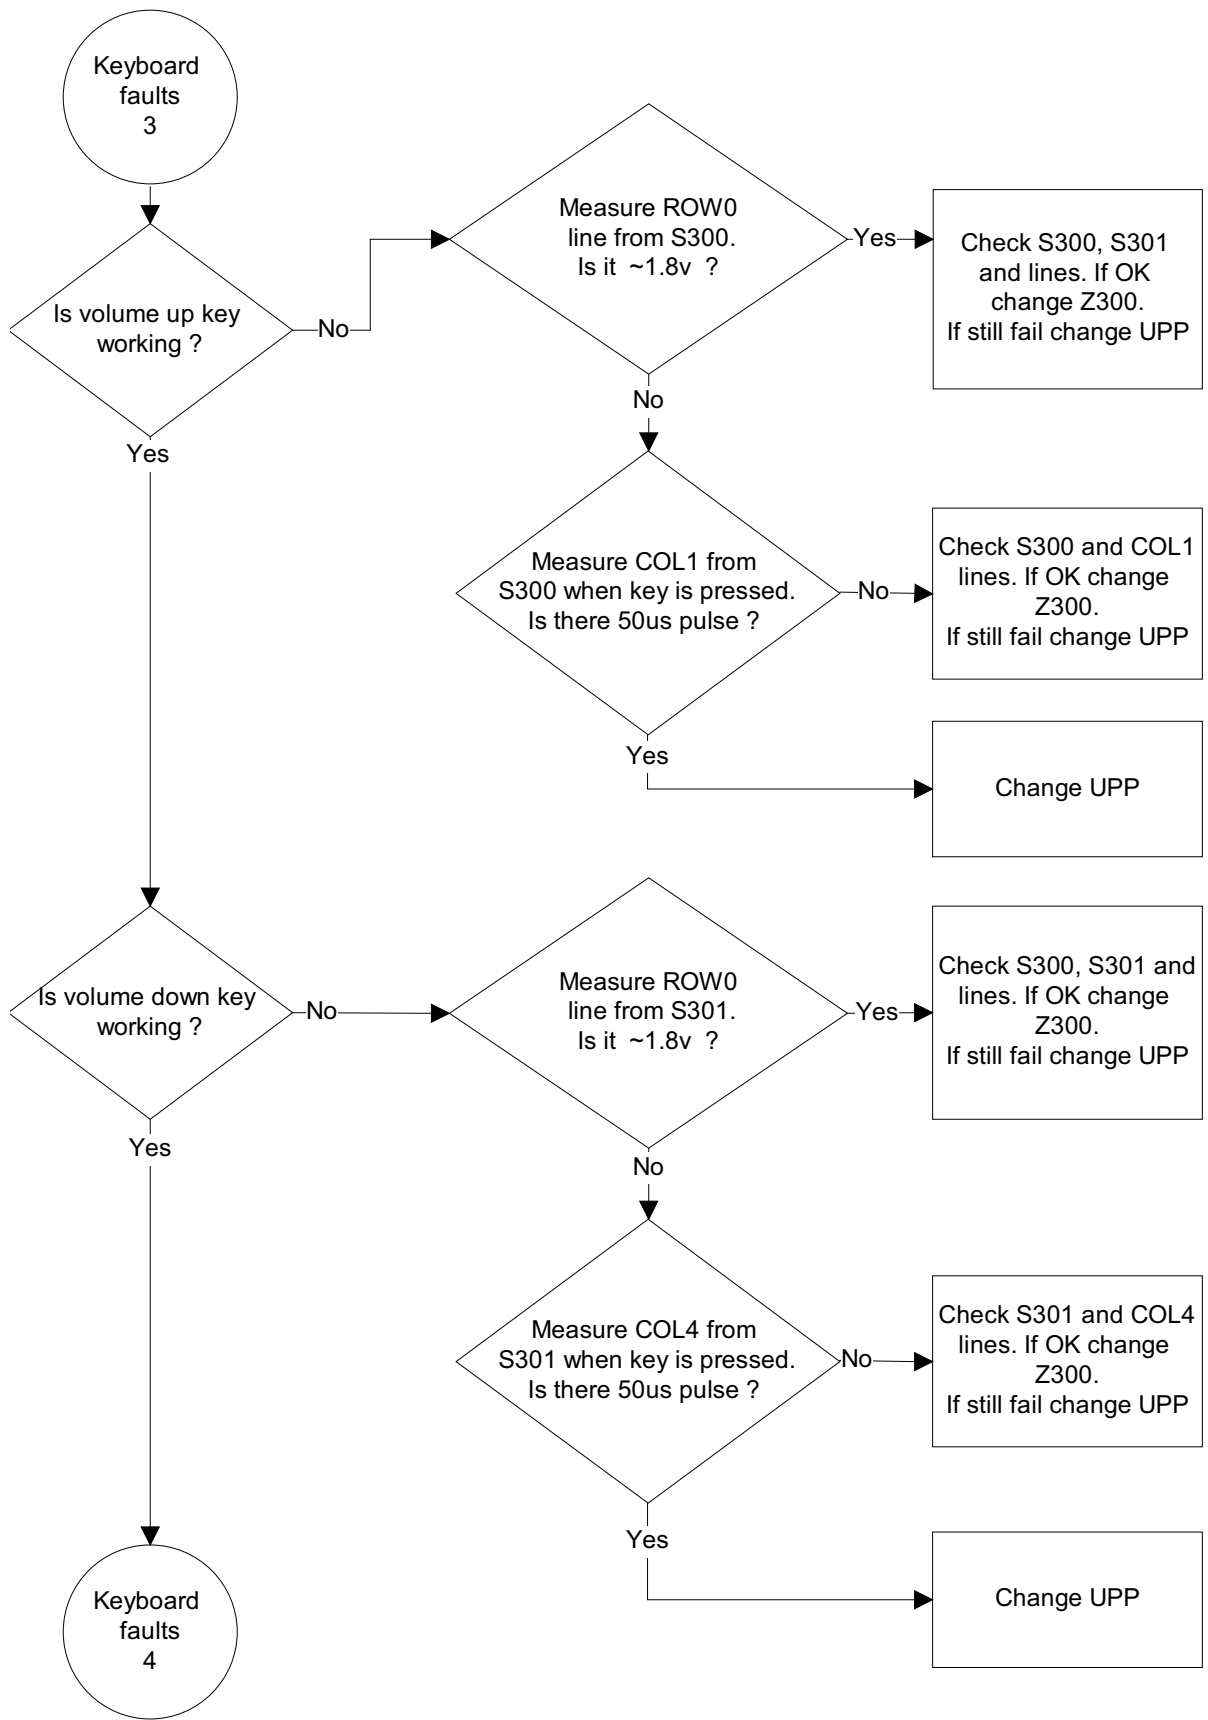 Keyboard
faults
3
Is volume up key
working ?
No
Measure ROW0
line from S300.
Is it ~1.8v ?
Yes
Check S300, S301
and lines. If OK
change Z300.
If still fail change UPP
No
Yes
Measure COL1 from
S300 when key is pressed.
Is there 50us pulse ?
No
Check S300 and COL1
lines. If OK change
Z300.
If still fail change UPP
Yes
Change UPP
Is volume down key
working ?
No
Measure ROW0
line from S301.
Is it ~1.8v ?
Yes
Check S300, S301 and
lines. If OK change
Z300.
If still fail change UPP
Yes
No
Measure COL4 from
S301 when key is pressed.
Is there 50us pulse ?
No
Check S301 and COL4
lines. If OK change
Z300.
If still fail change UPP
Yes
Change UPP
Keyboard
faults
4